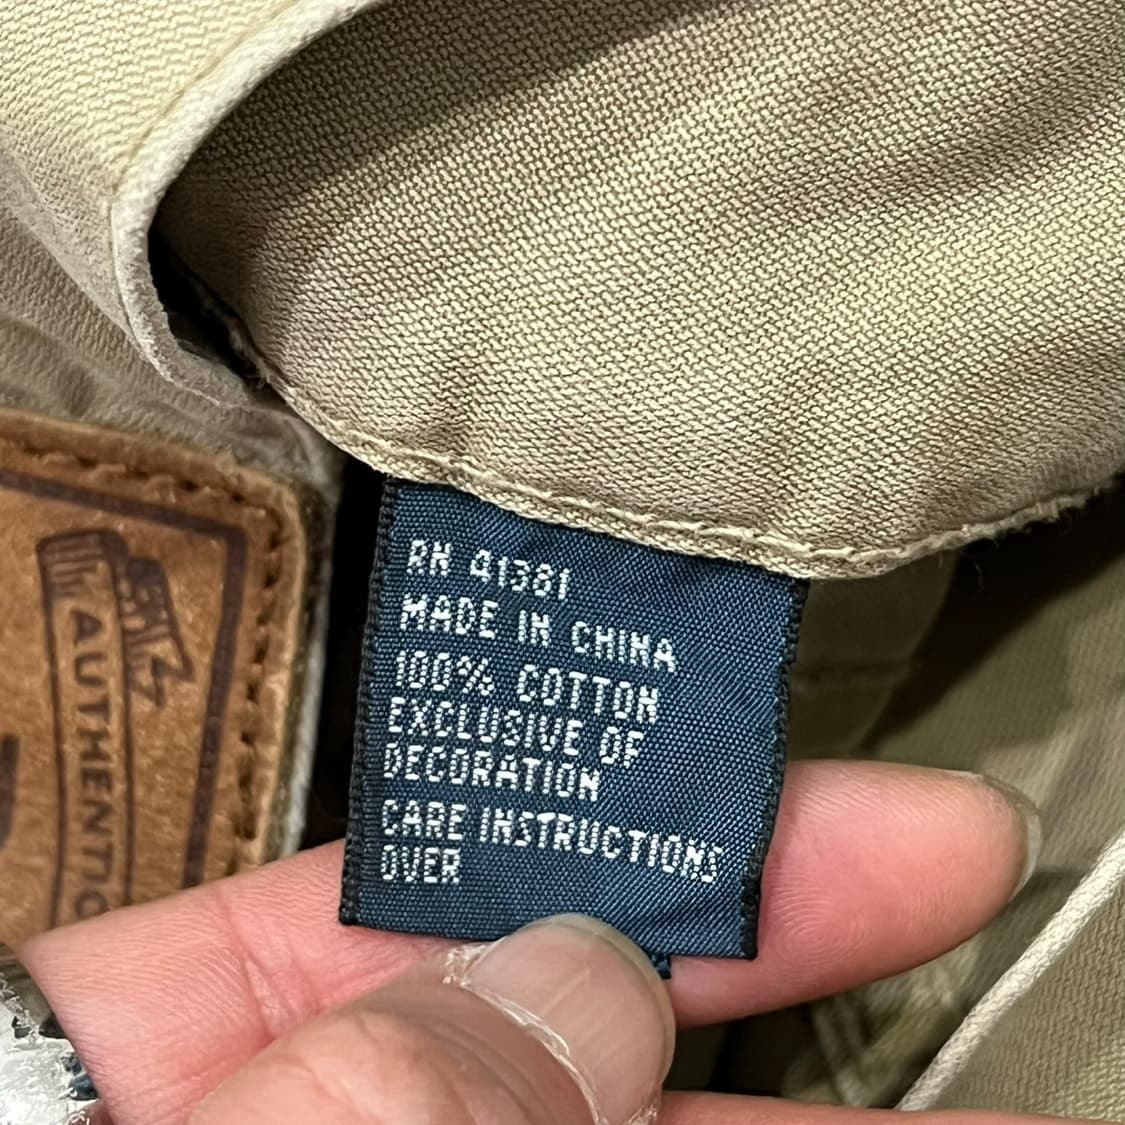 RN 41381
MADE IN CHINA
100% COTTON
EXCLUSIVE OF
DECORATION
CARE INSTRUCTIONS
OVER
AUTHENTIC